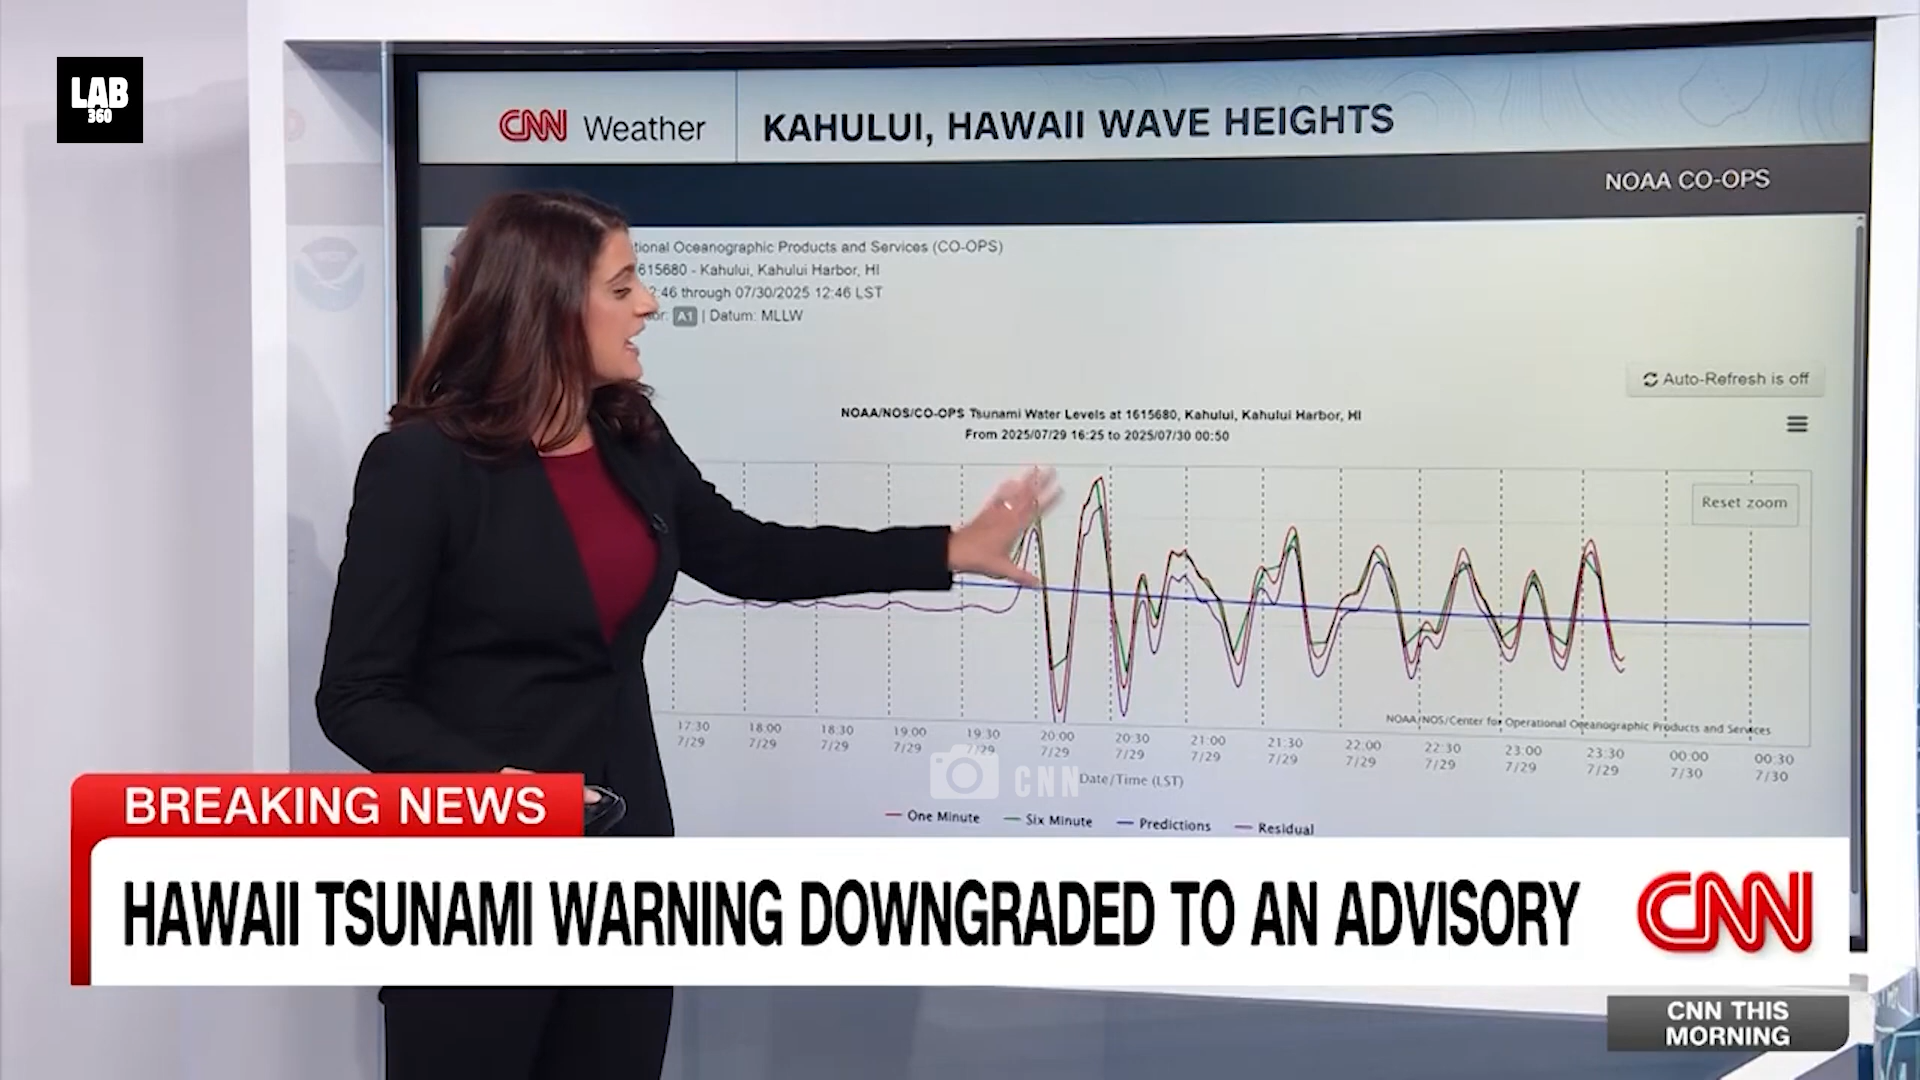 LAB
360
CNN Weather
KAHULUI, HAWAII WAVE HEIGHTS
NOAA CO-OPS
tional Oceanographic Products and Services (CO-OPS)
615680 - Kahului, Kahului Harbor, HI
2:46 through 07/30/2025 12:46 LST
or: A1 | Datum: MLLW
Auto-Refresh is off
NOAA/NOS/CO-OPS Tsunami Water Levels at 1615680, Kahului, Kahului Harbor, HI
From 2025/07/29 16:25 to 2025/07/30 00:50
Reset zoom
NOAA/NOS/Center for Operational Oceanographic Products and Services
17:30 18:00 18:30 19:00 19:30 20:00 20:30 21:00 21:30 22:00 22:30 23:00 23:30 00:00 00:30
7/29 7/29 7/29 7/29 7/29 7/29 7/29 7/29 7/29 7/29 7/29 7/29 7/29 7/30 7/30
CNN
Date/Time (LST)
One Minute Six Minute Predictions Residual
BREAKING NEWS
HAWAII TSUNAMI WARNING DOWNGRADED TO AN ADVISORY
CNN
CNN THIS
MORNING